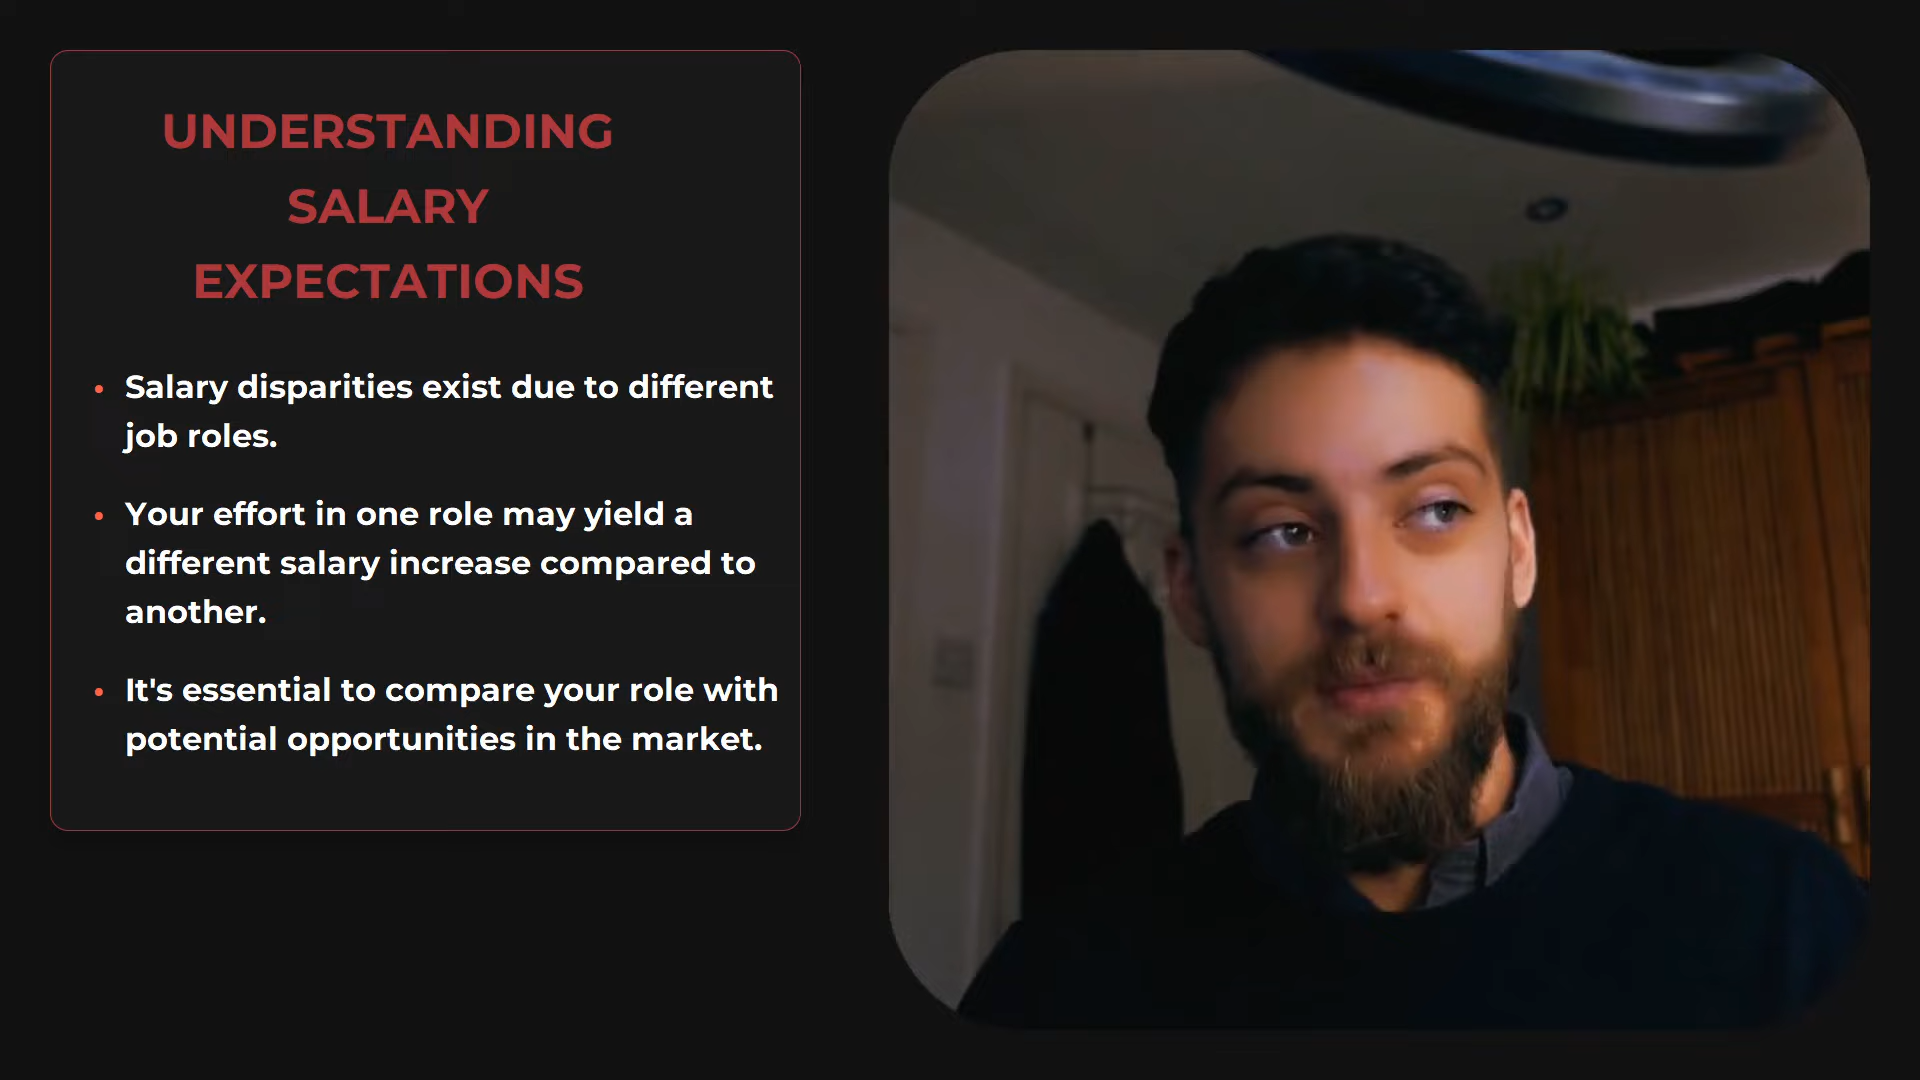 UNDERSTANDING
SALARY
EXPECTATIONS
Salary disparities exist due to different
job roles.
Your effort in one role may yield a
different salary increase compared to
another.
It's essential to compare your role with
potential opportunities in the market.